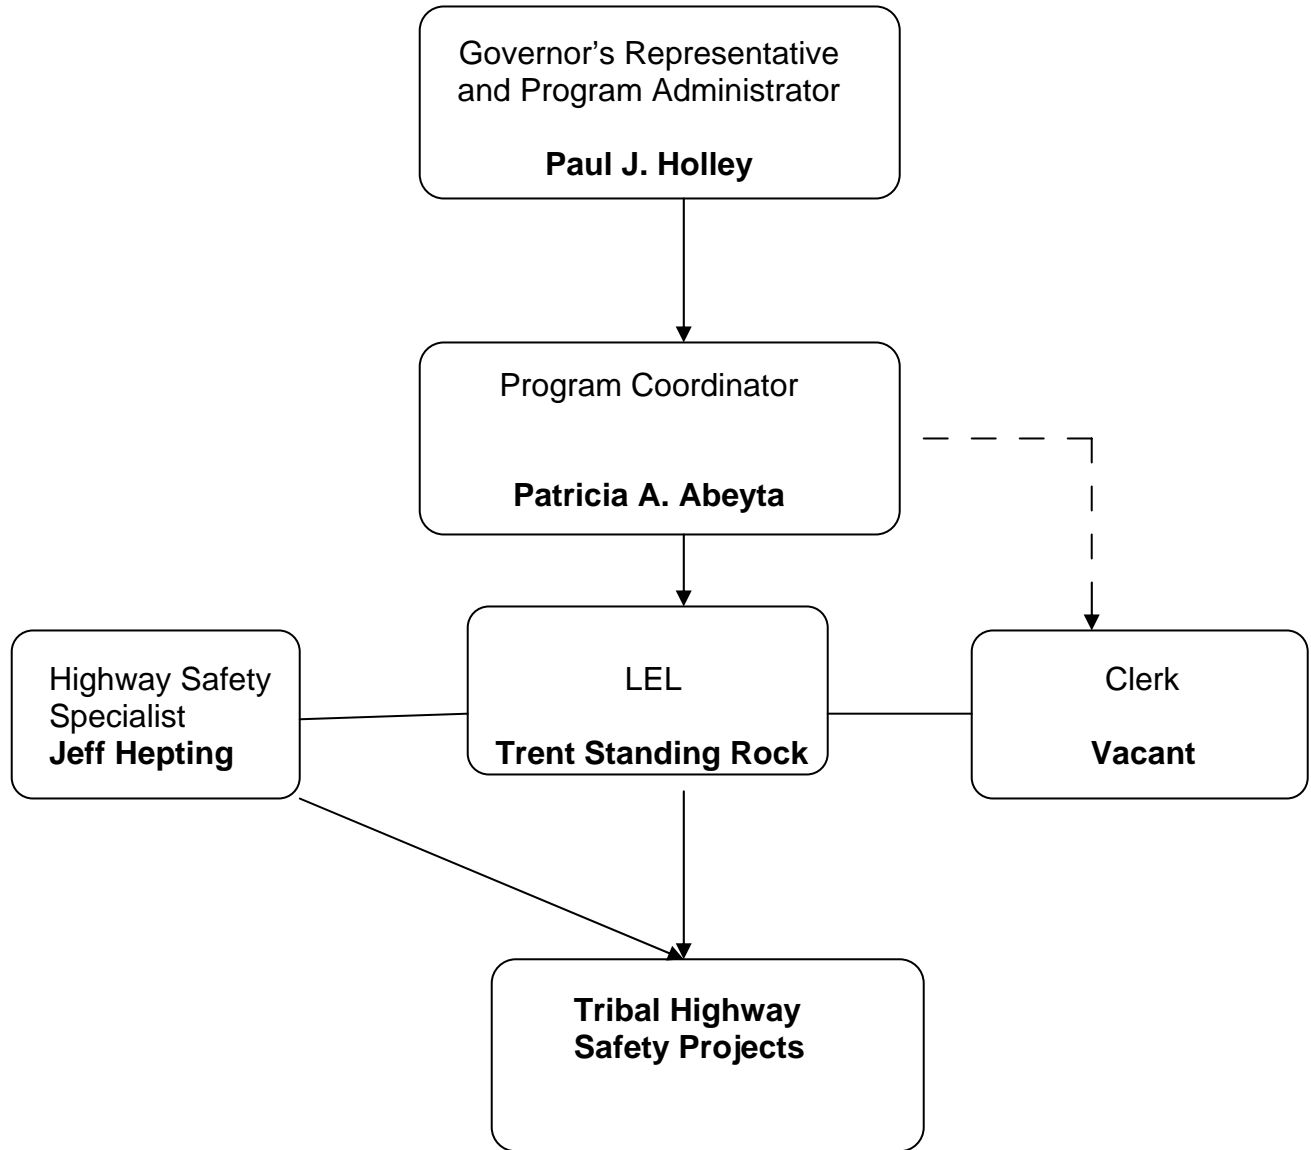 Governor’s Representative
and Program Administrator
Paul J. Holley
Program Coordinator
Patricia A. Abeyta
Highway Safety
Specialist
Jeff Hepting
LEL
Trent Standing Rock
Clerk
Vacant
Tribal Highway
Safety Projects